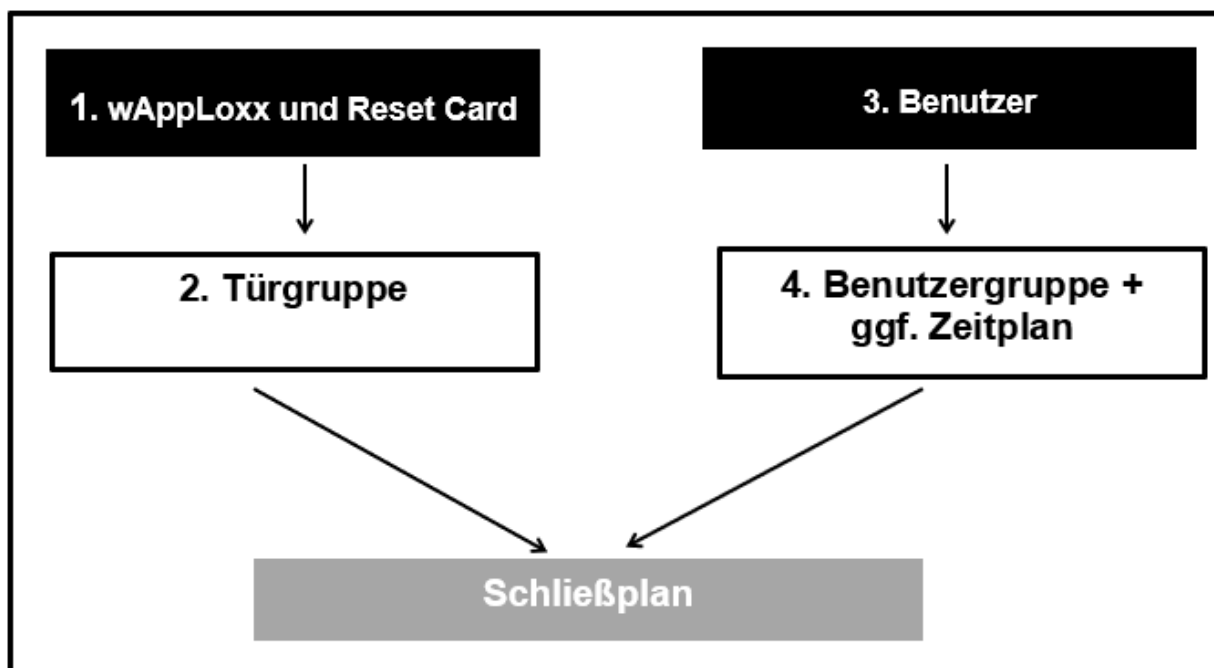 1. wAppLoxx und Reset Card
3. Benutzer
2. Türgruppe
4. Benutzergruppe +
ggf. Zeitplan
Schließplan